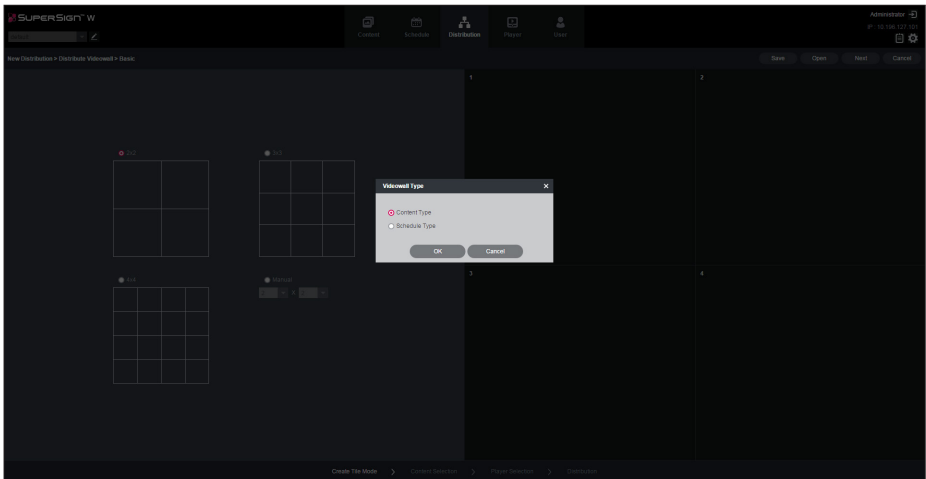 SUPERSIGN™ W
Content
Schedule
Distribution
Player
User
Administrator
New Distribution > Distribute Videowall > Basic
Save
Open
Next
Cancel
1
2
2x2
3x3
Videowall Type
Content Type
Schedule Type
OK
Cancel
4x4
Manual
3
4
Create Tile Mode > Content Selection > Player Selection > Distribution